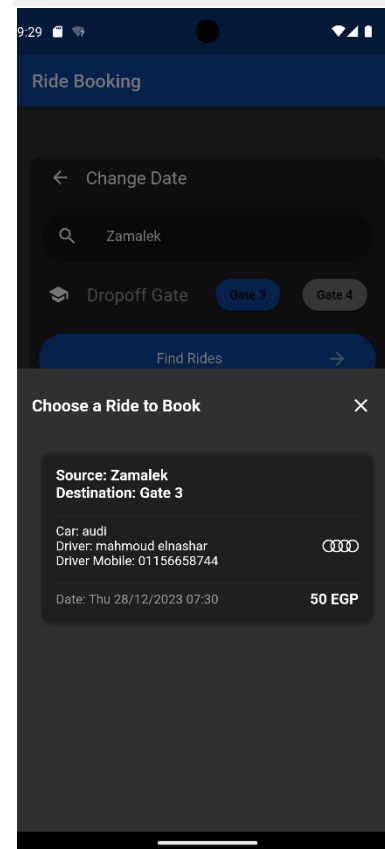 9:29
Ride Booking
Change Date
Zamalek
Dropoff Gate Gate 3 Gate 4
Find Rides
Choose a Ride to Book
Source: Zamalek
Destination: Gate 3
Car: audi
Driver: mahmoud elnashar
Driver Mobile: 01156658744
Date: Thu 28/12/2023 07:30 50 EGP